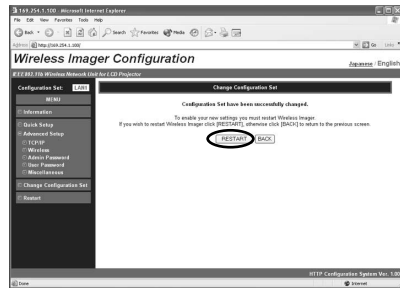 169.254.1.100 - Microsoft Internet Explorer
File Edit View Favorites Tools Help
Back Search Favorites Media
Address http://169.254.1.100/ Go Links
Wireless Imager Configuration
Japanese / English
IEEE802.11b Wireless Network Unit for LCD Projector
Configuration Set: LAN1
MENU
Information
Quick Setup
Advanced Setup
TCP/IP
Wireless
Admin Password
User Password
Miscellaneous
Change Configuration Set
Restart
Change Configuration Set
Configuration Set have been successfully changed.
To enable your new settings you must restart Wireless Imager.
If you wish to restart Wireless Imager click [RESTART], otherwise click [BACK] to return to the previous screen.
RESTART BACK
HTTP Configuration System Ver. 1.00
Done Internet